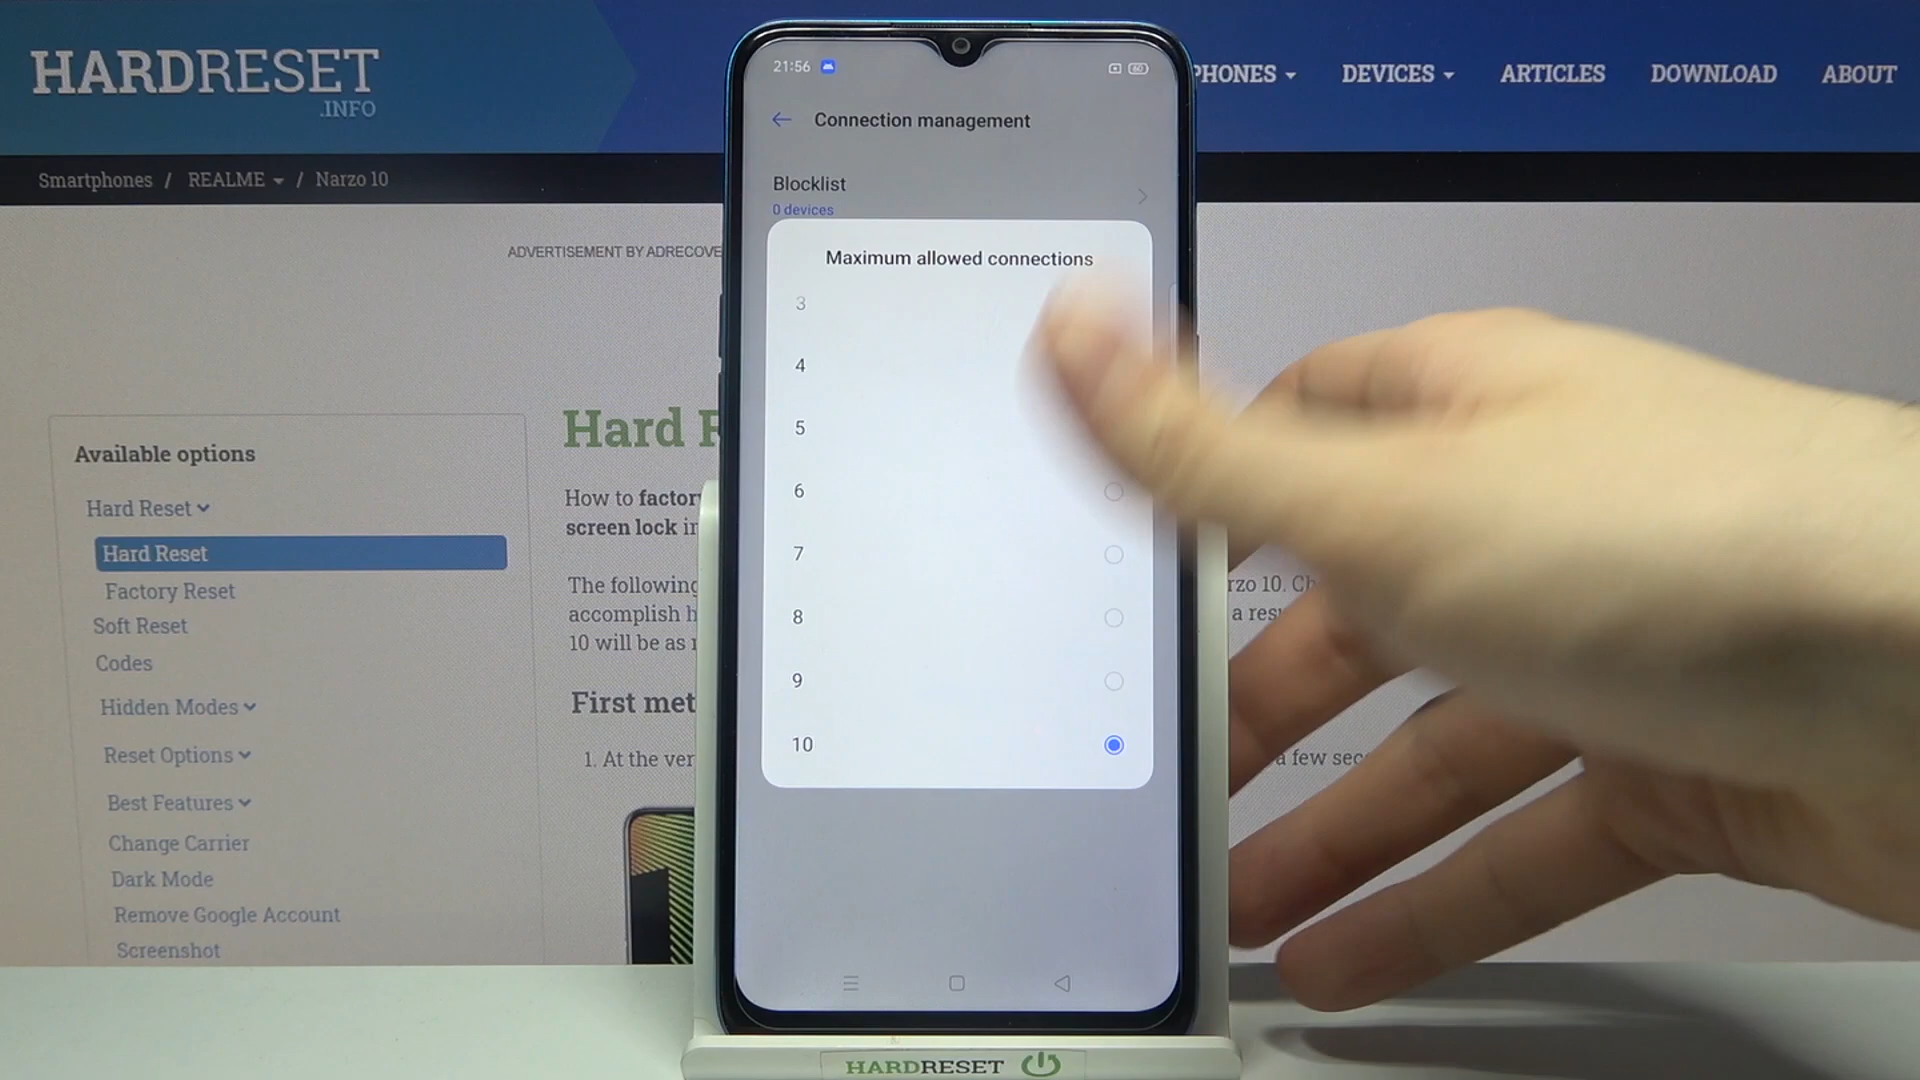 HARDRESET
.INFO
PHONES
DEVICES
ARTICLES
DOWNLOAD
ABOUT
Smartphones / REALME / Narzo 10
ADVERTISEMENT BY ADRECOVE
Available options
Hard Reset
Hard Reset
Factory Reset
Soft Reset
Codes
Hidden Modes
Reset Options
Best Features
Change Carrier
Dark Mode
Remove Google Account
Screenshot
Hard
How to factor
screen lock in
The following
accomplish h
10 will be as
First met
1. At the ver
rzo 10. Ch
a resu
a few sec
21:56
60
Connection management
Blocklist
0 devices
Maximum allowed connections
3
4
5
6
7
8
9
10
HARDRESET